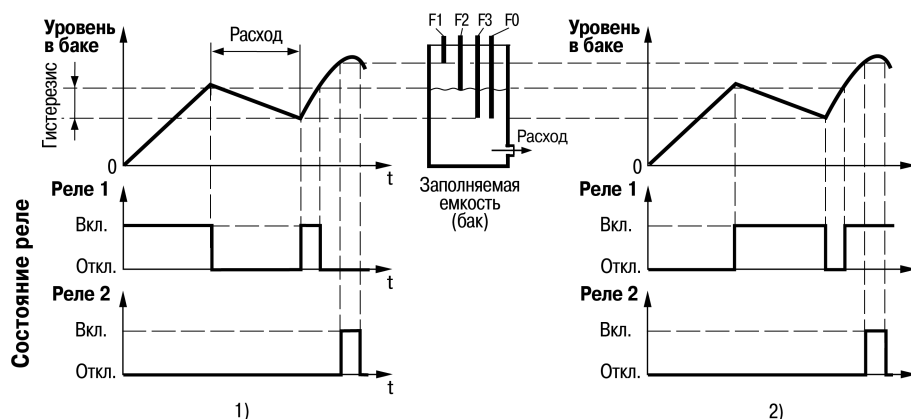 Уровень
в баке
Расход
Гистерезис
0
t
Реле 1
Вкл.
Откл.
t
Реле 2
Вкл.
Откл.
t
Состояние реле
1)
F1
F2
F3
F0
Расход
Заполняемая
емкость
(бак)
Уровень
в баке
0
Реле 1
Вкл.
Откл.
Реле 2
Вкл.
Откл.
2)